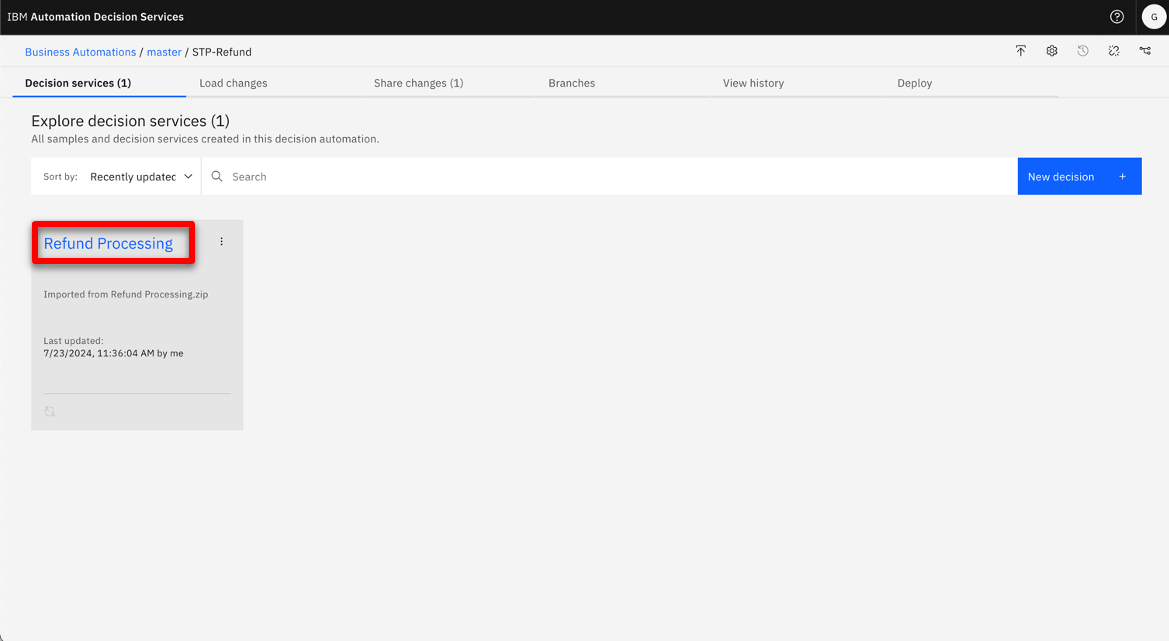 IBM Automation Decision Services
G
Business Automations / master / STP-Refund
Decision services (1)
Load changes
Share changes (1)
Branches
View history
Deploy
Explore decision services (1)
All samples and decision services created in this decision automation.
Sort by: Recently updated
Search
New decision +
Refund Processing
Imported from Refund Processing.zip
Last updated:
7/23/2024, 11:36:04 AM by me